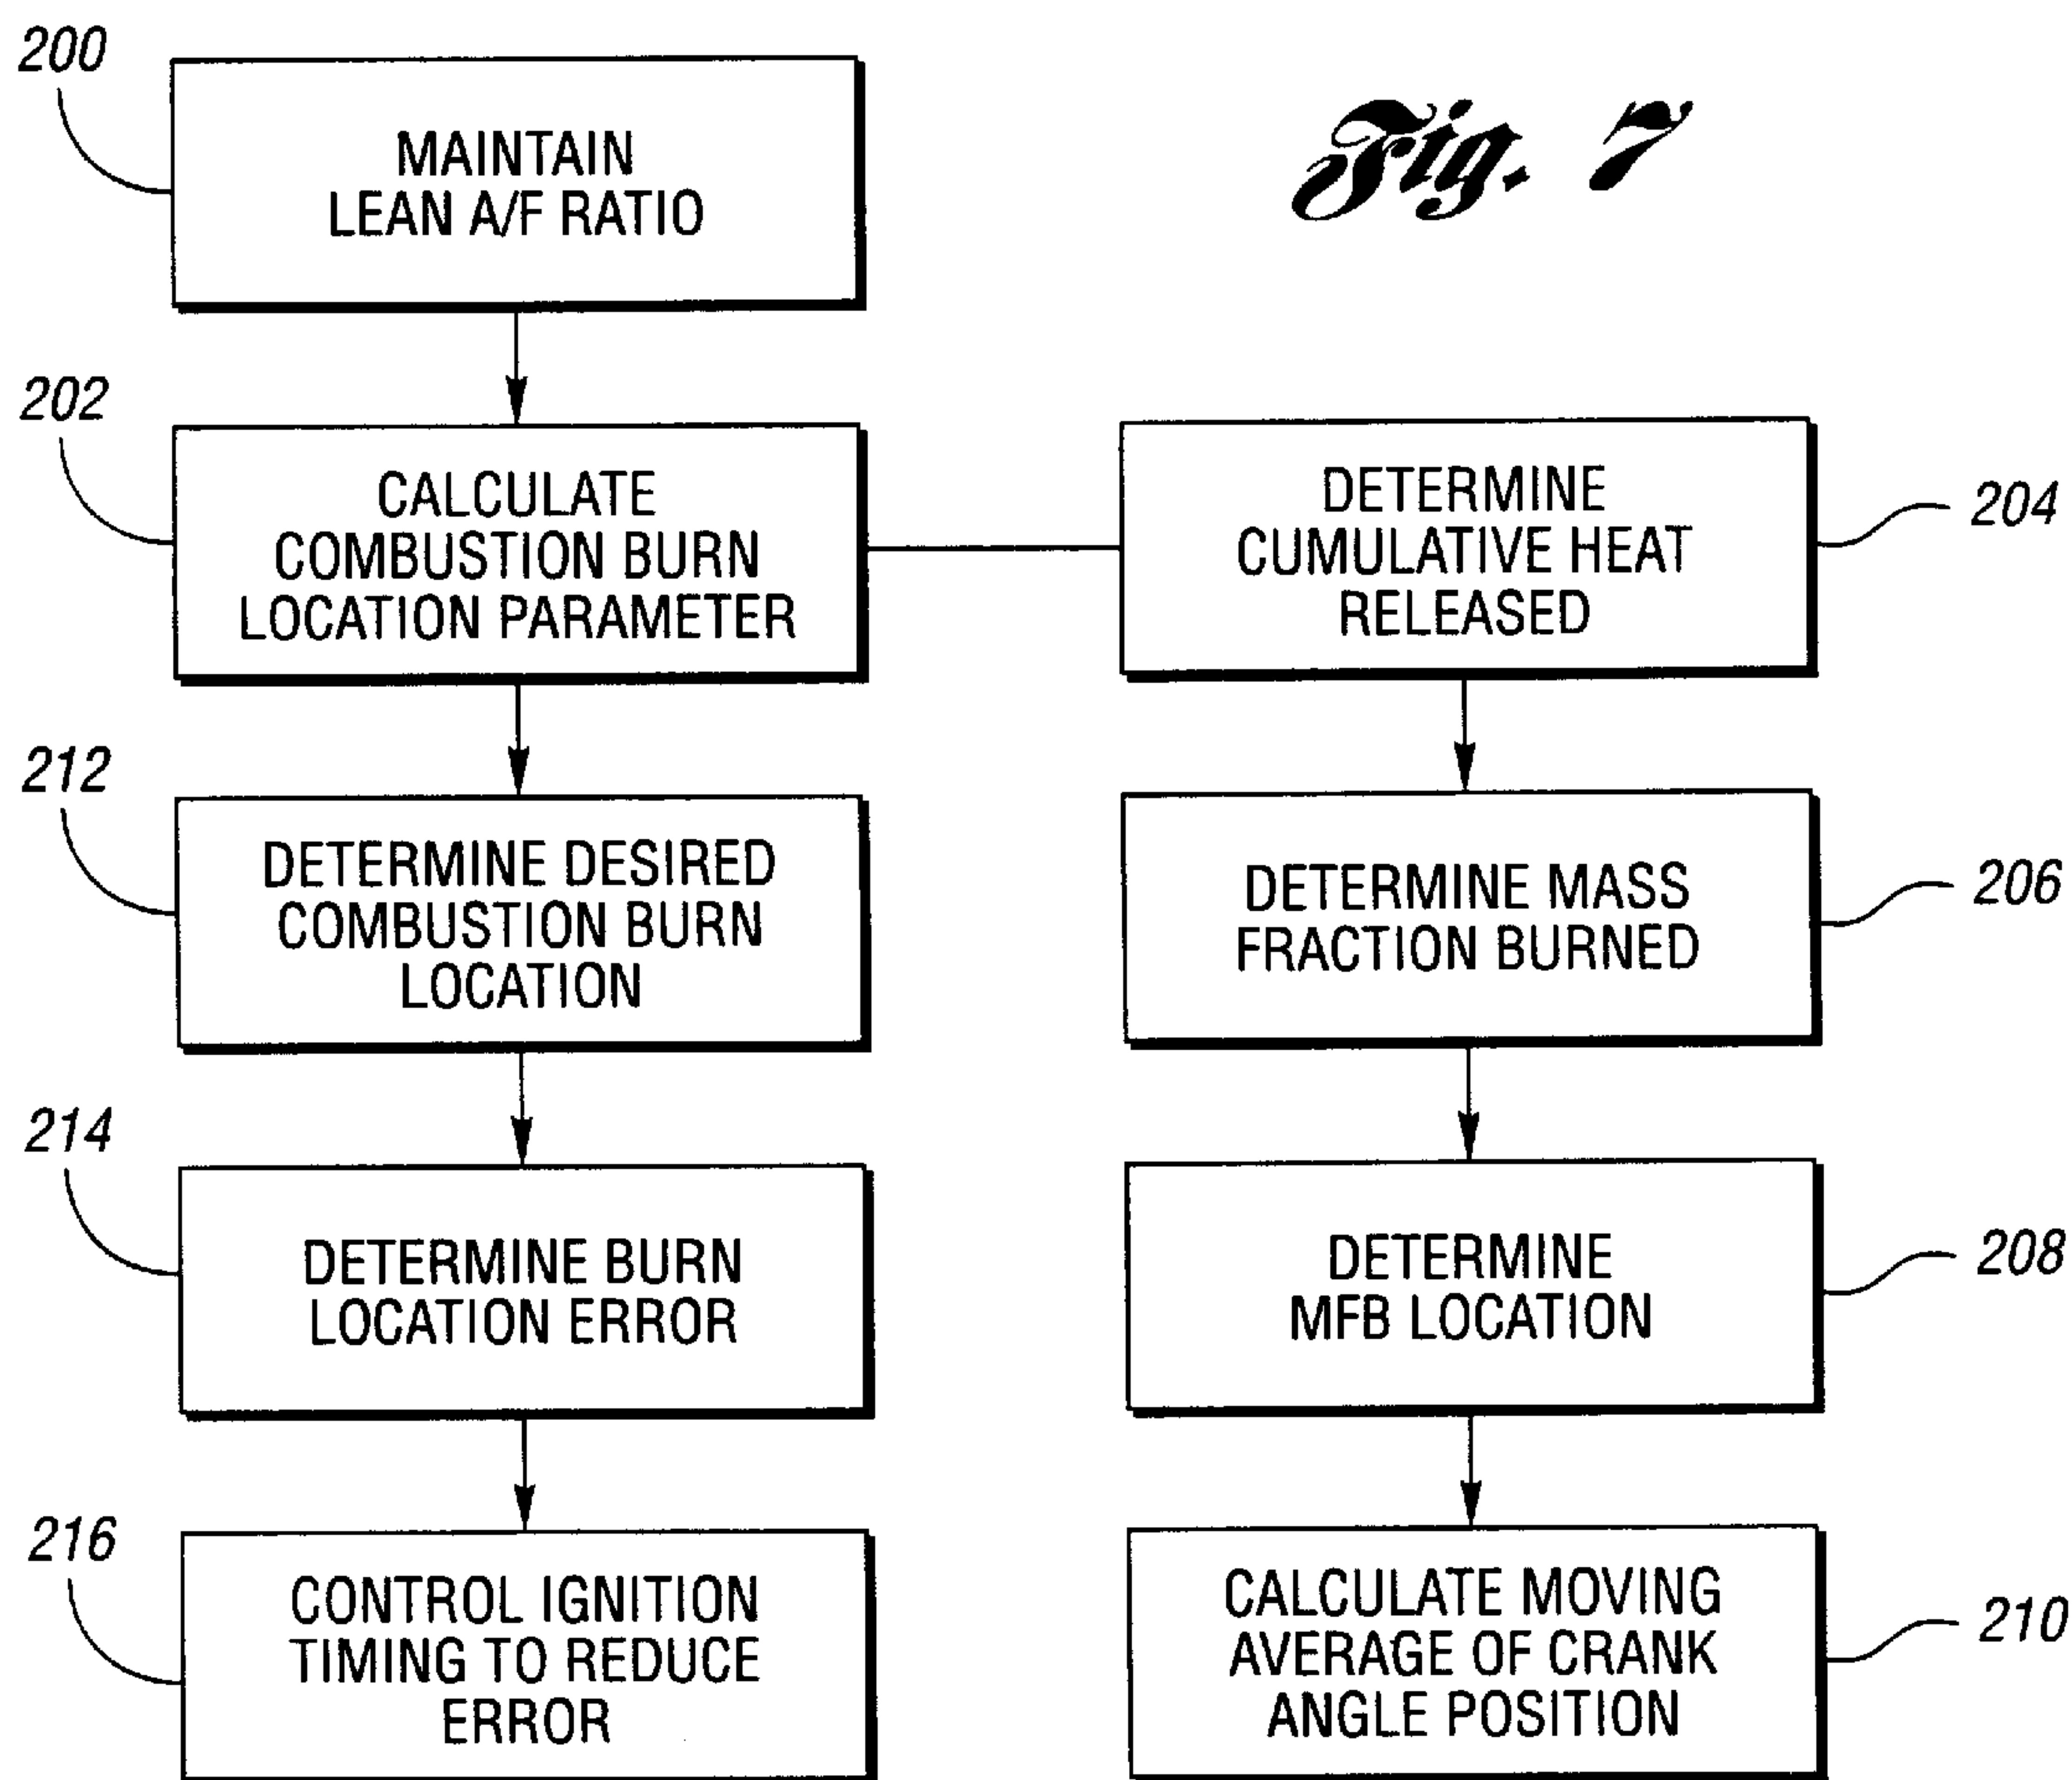 Fig. 7
200
MAINTAIN
LEAN A/F RATIO
202
CALCULATE
COMBUSTION BURN
LOCATION PARAMETER
204
DETERMINE
CUMULATIVE HEAT
RELEASED
206
DETERMINE MASS
FRACTION BURNED
208
DETERMINE
MFB LOCATION
210
CALCULATE MOVING
AVERAGE OF CRANK
ANGLE POSITION
212
DETERMINE DESIRED
COMBUSTION BURN
LOCATION
214
DETERMINE BURN
LOCATION ERROR
216
CONTROL IGNITION
TIMING TO REDUCE
ERROR